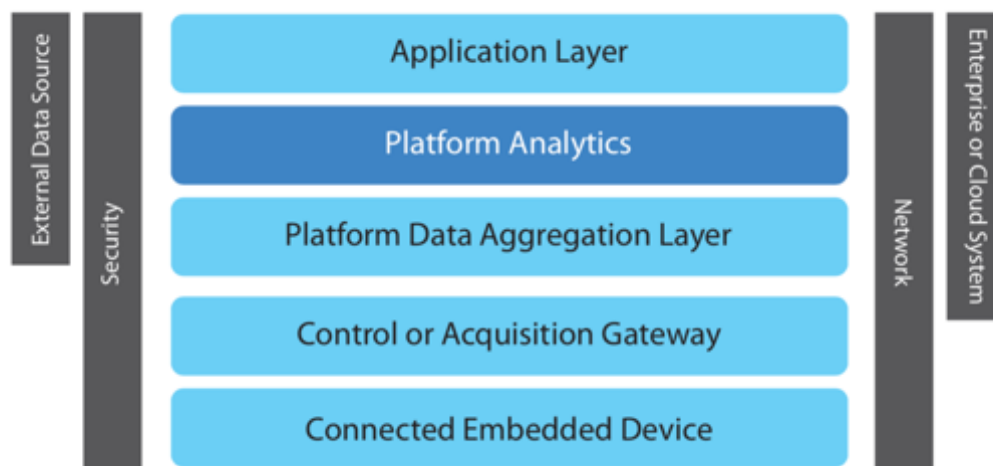 External Data Source
Security
Application Layer
Platform Analytics
Platform Data Aggregation Layer
Control or Acquisition Gateway
Connected Embedded Device
Network
Enterprise or Cloud System